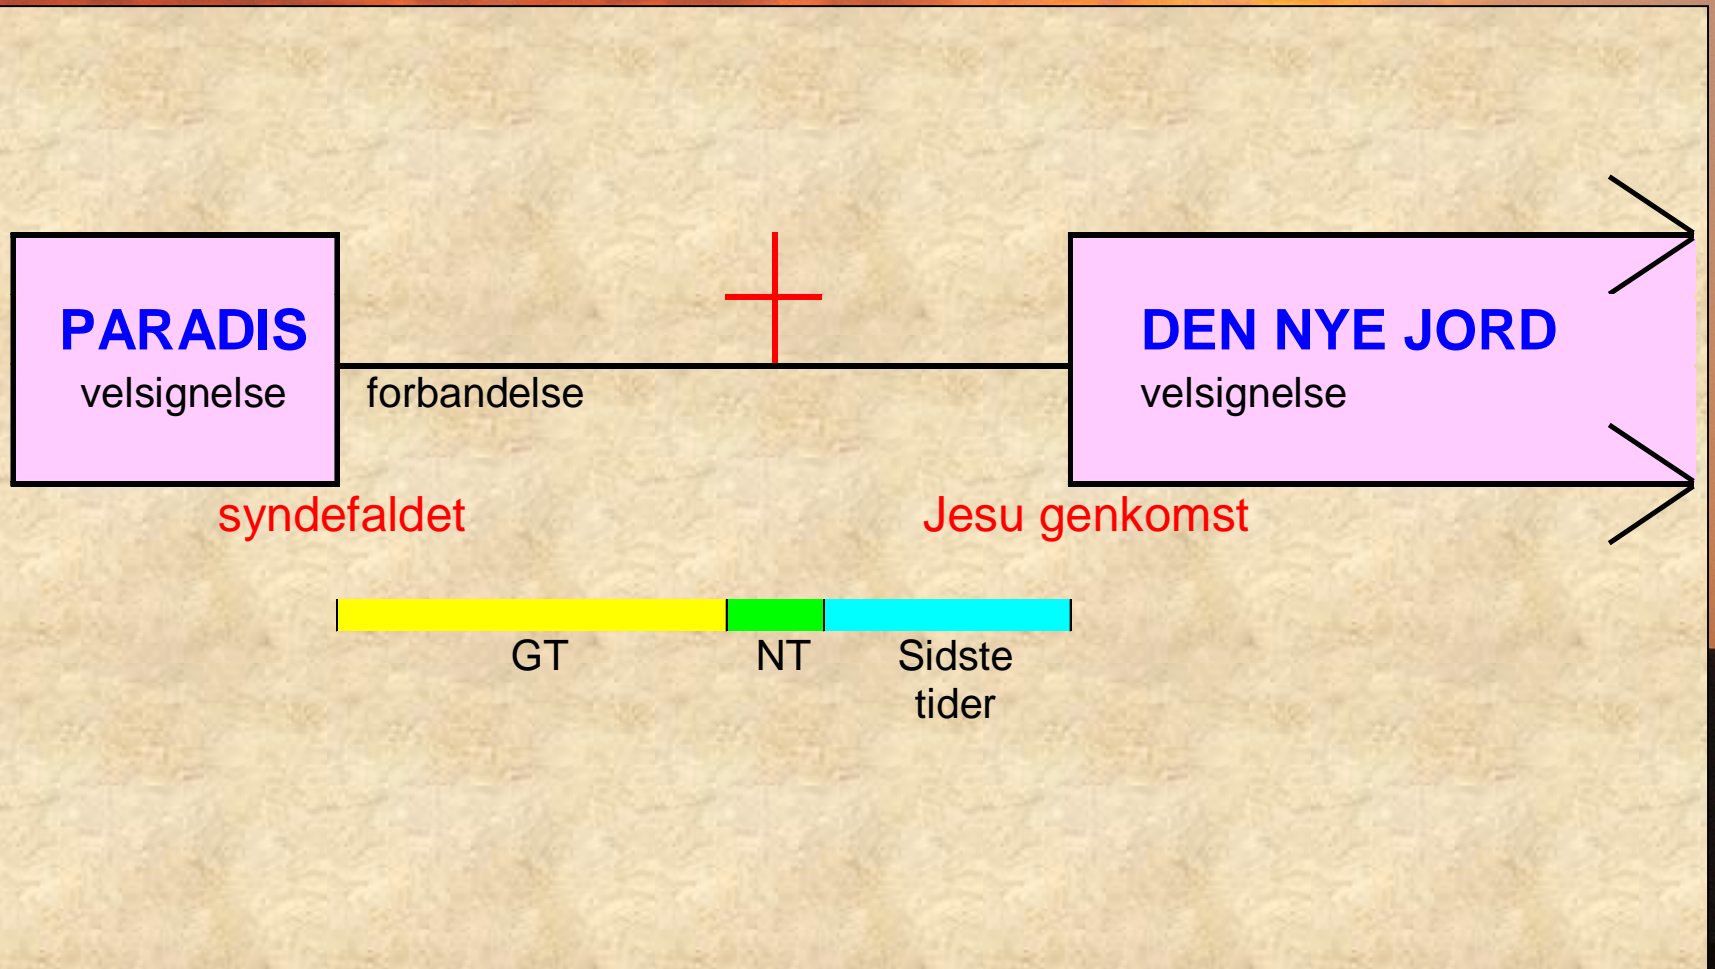 PARADIS
velsignelse
forbandelse
DEN NYE JORD
velsignelse
syndefaldet
Jesu genkomst
GT
NT
Sidste
tider